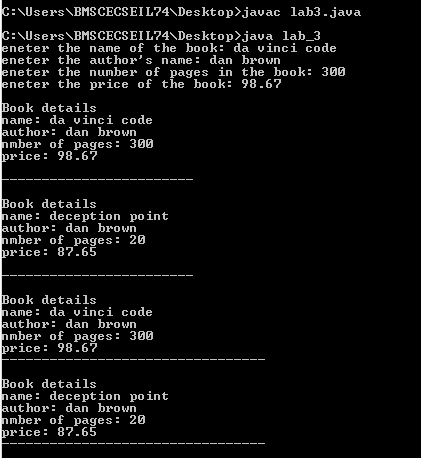 C:\Users\BMSCECSEIL74\Desktop>javac lab3.java
C:\Users\BMSCECSEIL74\Desktop>java lab_3
eneter the name of the book: da vinci code
eneter the author's name: dan brown
eneter the number of pages in the book: 300
eneter the price of the book: 98.67
Book details
name: da vinci code
author: dan brown
nmber of pages: 300
price: 98.67
------------------------
Book details
name: deception point
author: dan brown
nmber of pages: 20
price: 87.65
------------------------
Book details
name: da vinci code
author: dan brown
nmber of pages: 300
price: 98.67
---------------------------------
Book details
name: deception point
author: dan brown
nmber of pages: 20
price: 87.65
---------------------------------